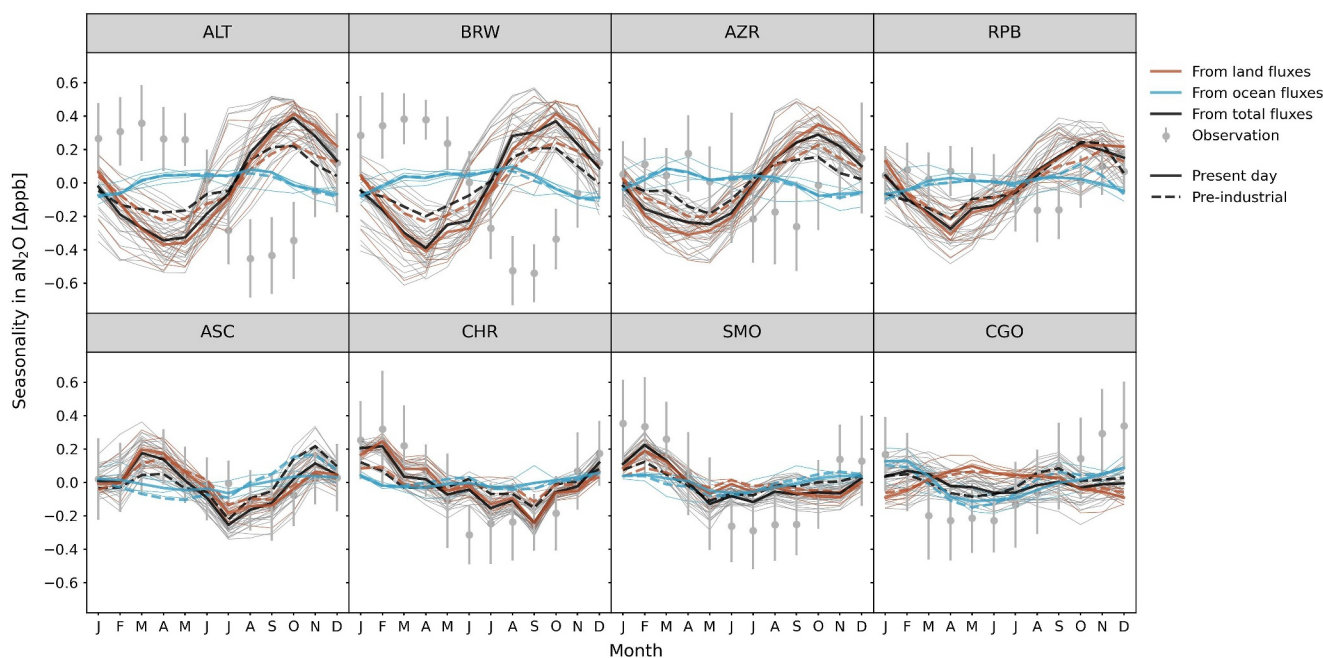 ALT BRW AZR RPB
From land fluxes
From ocean fluxes
From total fluxes
Observation
Present day
Pre-industrial
Seasonality in aN₂O [Δppb]
0.6
0.4
0.2
0.0
−0.2
−0.4
−0.6
ASC CHR SMO CGO
0.6
0.4
0.2
0.0
−0.2
−0.4
−0.6
J F M A M J J A S O N D J F M A M J J A S O N D J F M A M J J A S O N D J F M A M J J A S O N D
Month